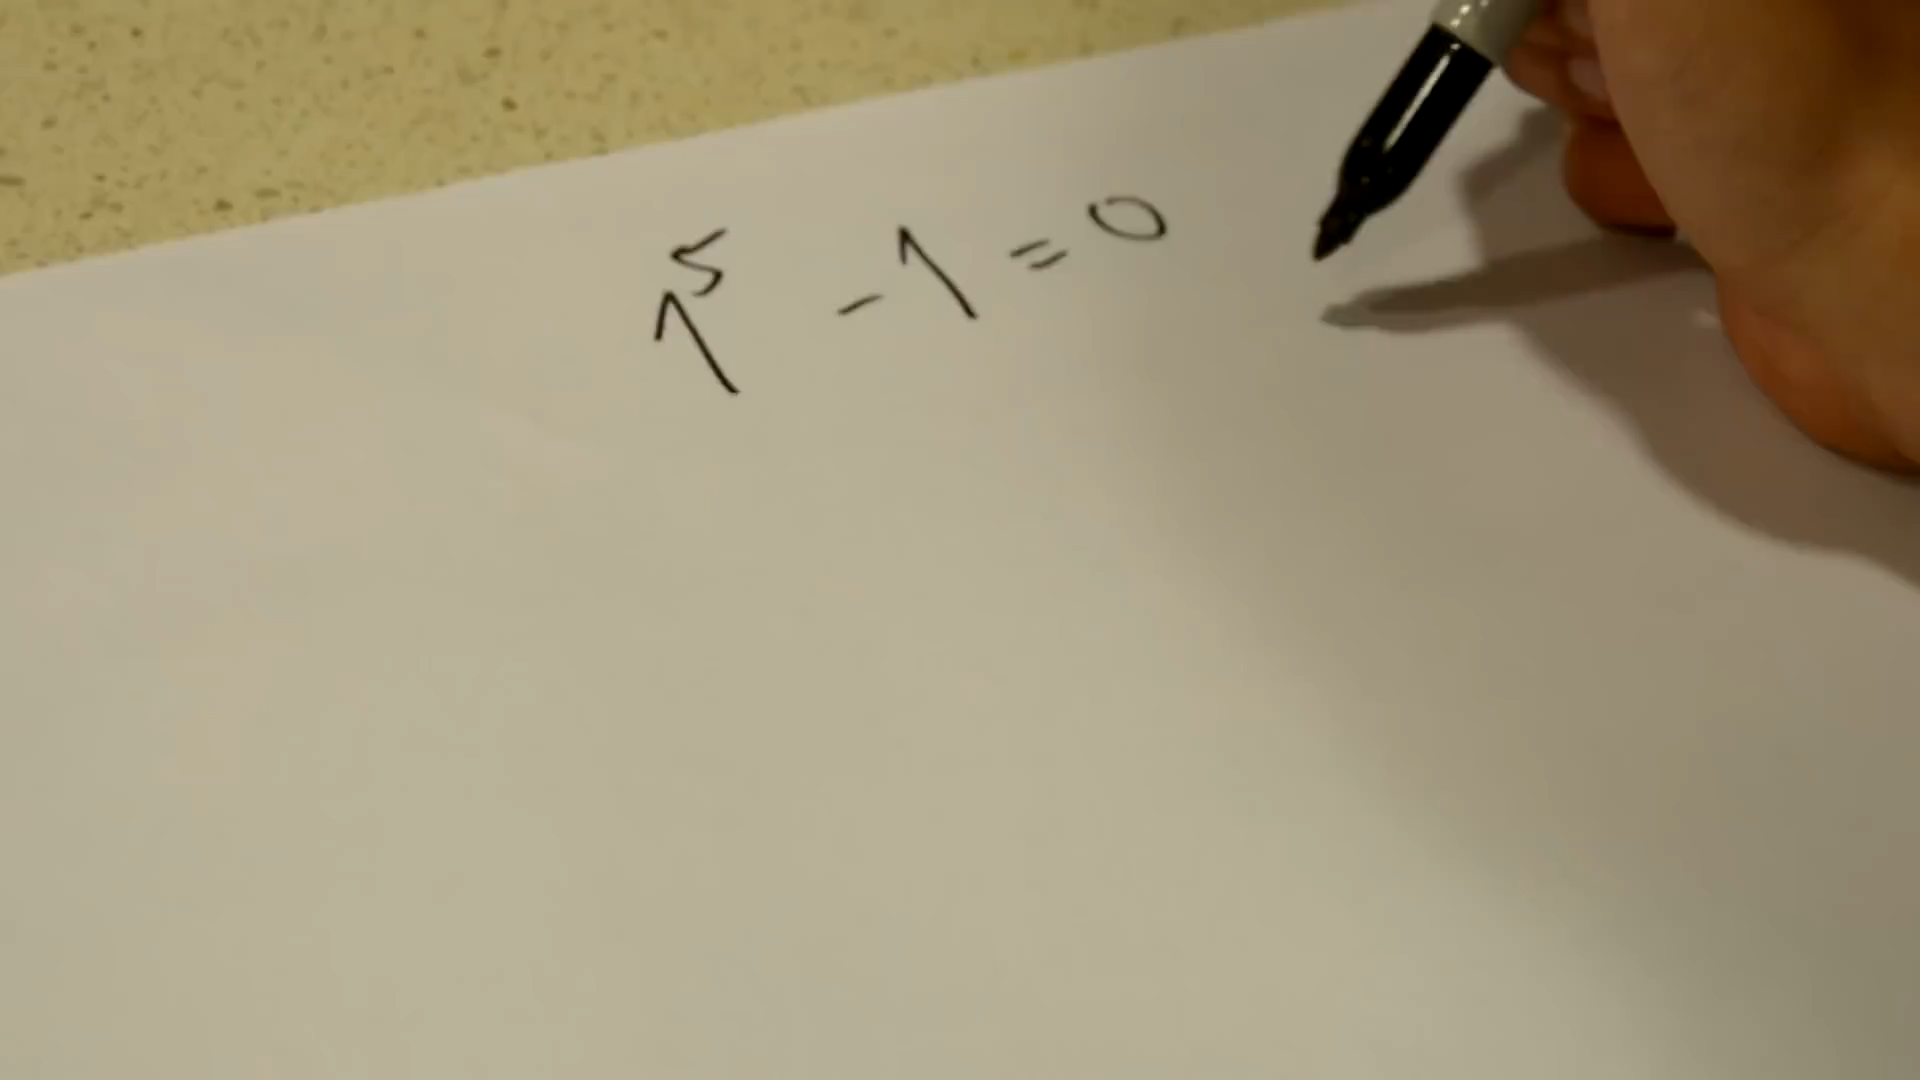 1⁵ - 1 = 0